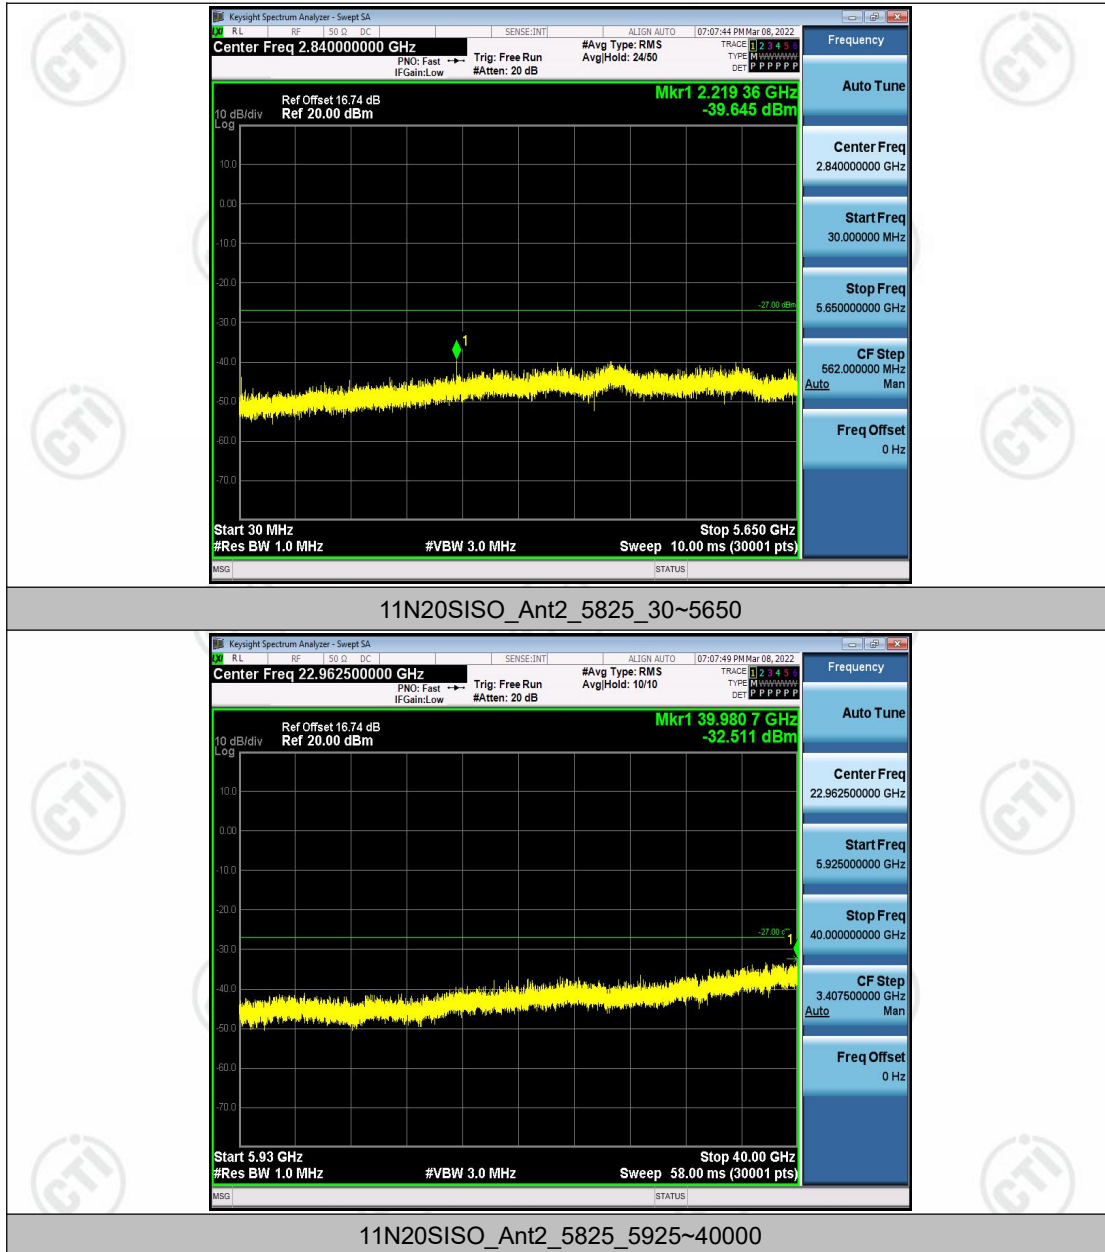 Keysight Spectrum Analyzer - Swept SA
LXI RL RF 50 Ω DC SENSE:INT ALIGN AUTO 07:07:44 PM Mar 08, 2022
Center Freq 2.840000000 GHz
#Avg Type: RMS
TRACE 1 2 3 4 5 6
PNO: Fast
Trig: Free Run
Avg|Hold: 24/50
TYPE M WWWWW
IFGain:Low
#Atten: 20 dB
DET P P P P P P
Frequency
Mkr1 2.219 36 GHz
-39.645 dBm
Ref Offset 16.74 dB
10 dB/div Ref 20.00 dBm
Log
10.0
0.00
-10.0
-20.0
-27.00 dBm
-30.0
1
-40.0
-50.0
-60.0
-70.0
Start 30 MHz
Stop 5.650 GHz
#Res BW 1.0 MHz
#VBW 3.0 MHz
Sweep 10.00 ms (30001 pts)
MSG
STATUS
Auto Tune
Center Freq
2.840000000 GHz
Start Freq
30.000000 MHz
Stop Freq
5.650000000 GHz
CF Step
562.000000 MHz
Auto Man
Freq Offset
0 Hz
11N20SISO_Ant2_5825_30~5650
Keysight Spectrum Analyzer - Swept SA
LXI RL RF 50 Ω DC SENSE:INT ALIGN AUTO 07:07:49 PM Mar 08, 2022
Center Freq 22.962500000 GHz
#Avg Type: RMS
TRACE 1 2 3 4 5 6
PNO: Fast
Trig: Free Run
Avg|Hold: 10/10
TYPE M WWWWW
IFGain:Low
#Atten: 20 dB
DET P P P P P P
Frequency
Mkr1 39.980 7 GHz
-32.511 dBm
Ref Offset 16.74 dB
10 dB/div Ref 20.00 dBm
Log
10.0
0.00
-10.0
-20.0
-27.00
1
-30.0
-40.0
-50.0
-60.0
-70.0
Start 5.93 GHz
Stop 40.00 GHz
#Res BW 1.0 MHz
#VBW 3.0 MHz
Sweep 58.00 ms (30001 pts)
MSG
STATUS
Auto Tune
Center Freq
22.962500000 GHz
Start Freq
5.925000000 GHz
Stop Freq
40.000000000 GHz
CF Step
3.407500000 GHz
Auto Man
Freq Offset
0 Hz
11N20SISO_Ant2_5825_5925~40000
CTI
CTI
CTI
CTI
CTI
CTI
CTI
CTI